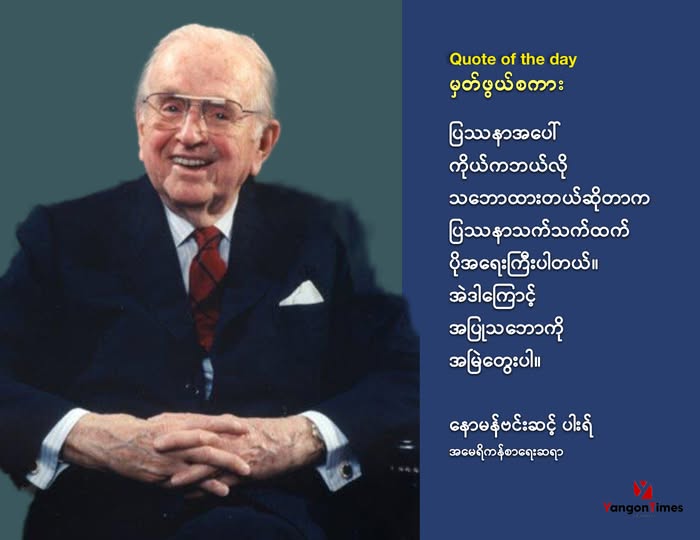 Quote of the day
မှတ်ဖွယ်စကား
ပြဿနာအပေါ်
ကိုယ်ကဘယ်လို
သဘောထားတယ်ဆိုတာက
ပြဿနာသက်သက်ထက်
ပိုအရေးကြီးပါတယ်။
အဲဒါကြောင့်
အပြုသဘောကို
အမြဲတွေးပါ။
နောမန်ဗင်းဆင့် ပါးရ်
အမေရိကန်စာရေးဆရာ
YangonTimes